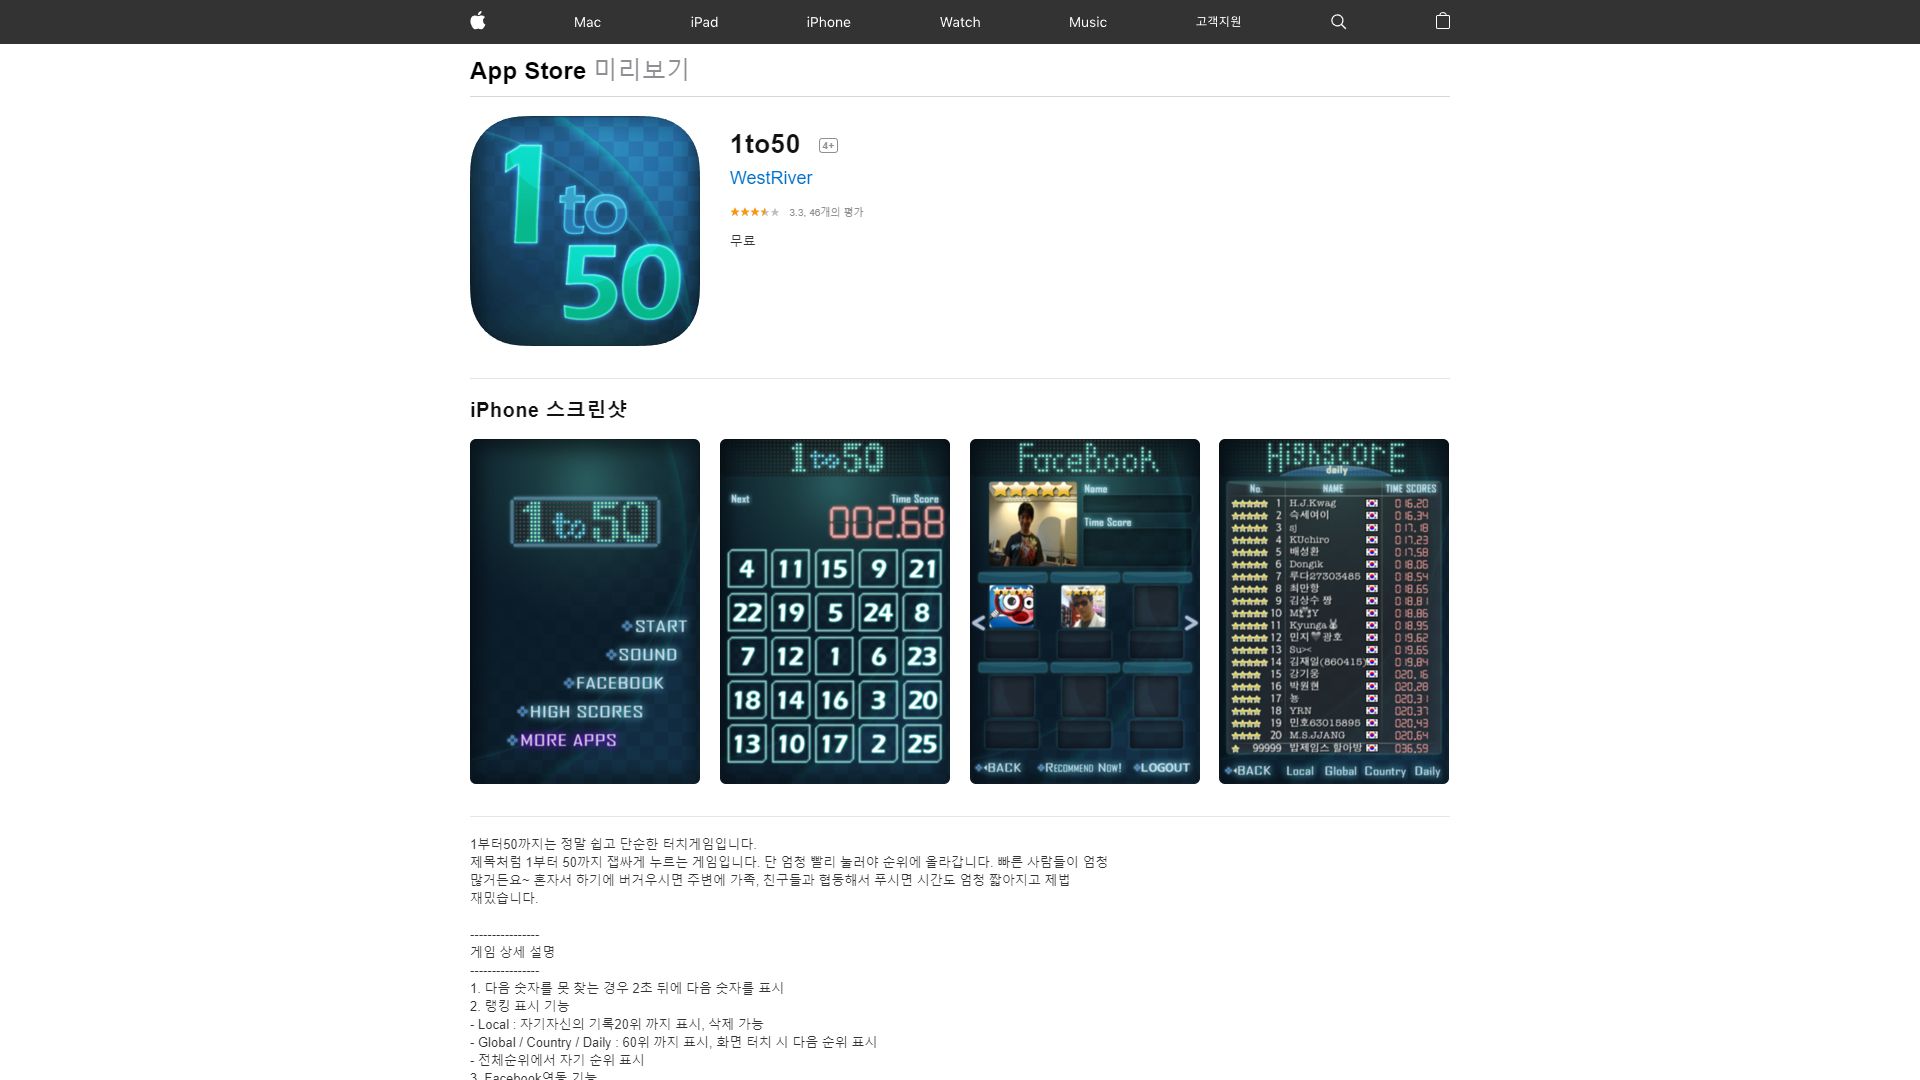 Mac iPad iPhone Watch Music 고객지원
App Store 미리보기
1 to 50
1to50 4+
WestRiver
3.3, 46개의 평가
무료
iPhone 스크린샷
1 to 50
START
SOUND
FACEBOOK
HIGH SCORES
MORE APPS
1 to 50
Next Time Score
002.68
4 11 15 9 21
22 19 5 24 8
7 12 1 6 23
18 14 16 3 20
13 10 17 2 25
FaceBook
Name
Time Score
BACK Recommend Now! LOGOUT
HighScorE
daily
No. NAME TIME SCORES
1 H.J.Kwag 016.20
2 슥세여이 016.34
3 sj 017.18
4 KUchiro 017.23
5 배성환 017.58
6 Dongik 018.54
7 루다27303485 018.54
8 최만항 018.65
9 김상수 짱 018.81
10 M Y 018.86
11 Kyunga 018.95
12 민지♥광호 019.62
13 Su>< 019.65
14 김재일(860415) 019.84
15 강기웅 020.16
16 박원현 020.28
17 뇽 020.31
18 YRN 020.37
19 민호63015895 020.43
20 M.S.JJANG 020.64
99999 밥제임스 할아방 036.59
BACK Local Global Country Daily
1부터50까지는 정말 쉽고 단순한 터치게임입니다.
제목처럼 1부터 50까지 잽싸게 누르는 게임입니다. 단 엄청 빨리 눌러야 순위에 올라갑니다. 빠른 사람들이 엄청
많거든요~ 혼자서 하기에 버거우시면 주변에 가족, 친구들과 협동해서 푸시면 시간도 엄청 짧아지고 제법
재밌습니다.
----------------
게임 상세 설명
----------------
1. 다음 숫자를 못 찾는 경우 2초 뒤에 다음 숫자를 표시
2. 랭킹 표시 기능
- Local : 자기자신의 기록20위 까지 표시, 삭제 가능
- Global / Country / Daily : 60위 까지 표시, 화면 터치 시 다음 순위 표시
- 전체순위에서 자기 순위 표시
3. Facebook연동 기능